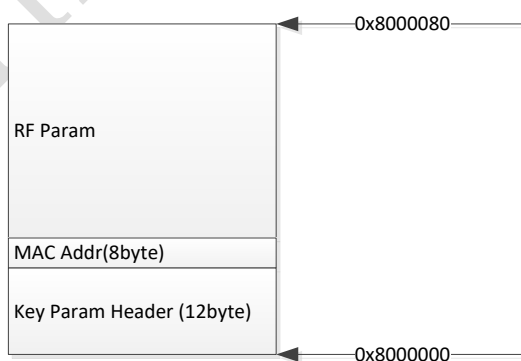 0x8000080
RF Param
MAC Addr(8byte)
Key Param Header (12byte)
0x8000000